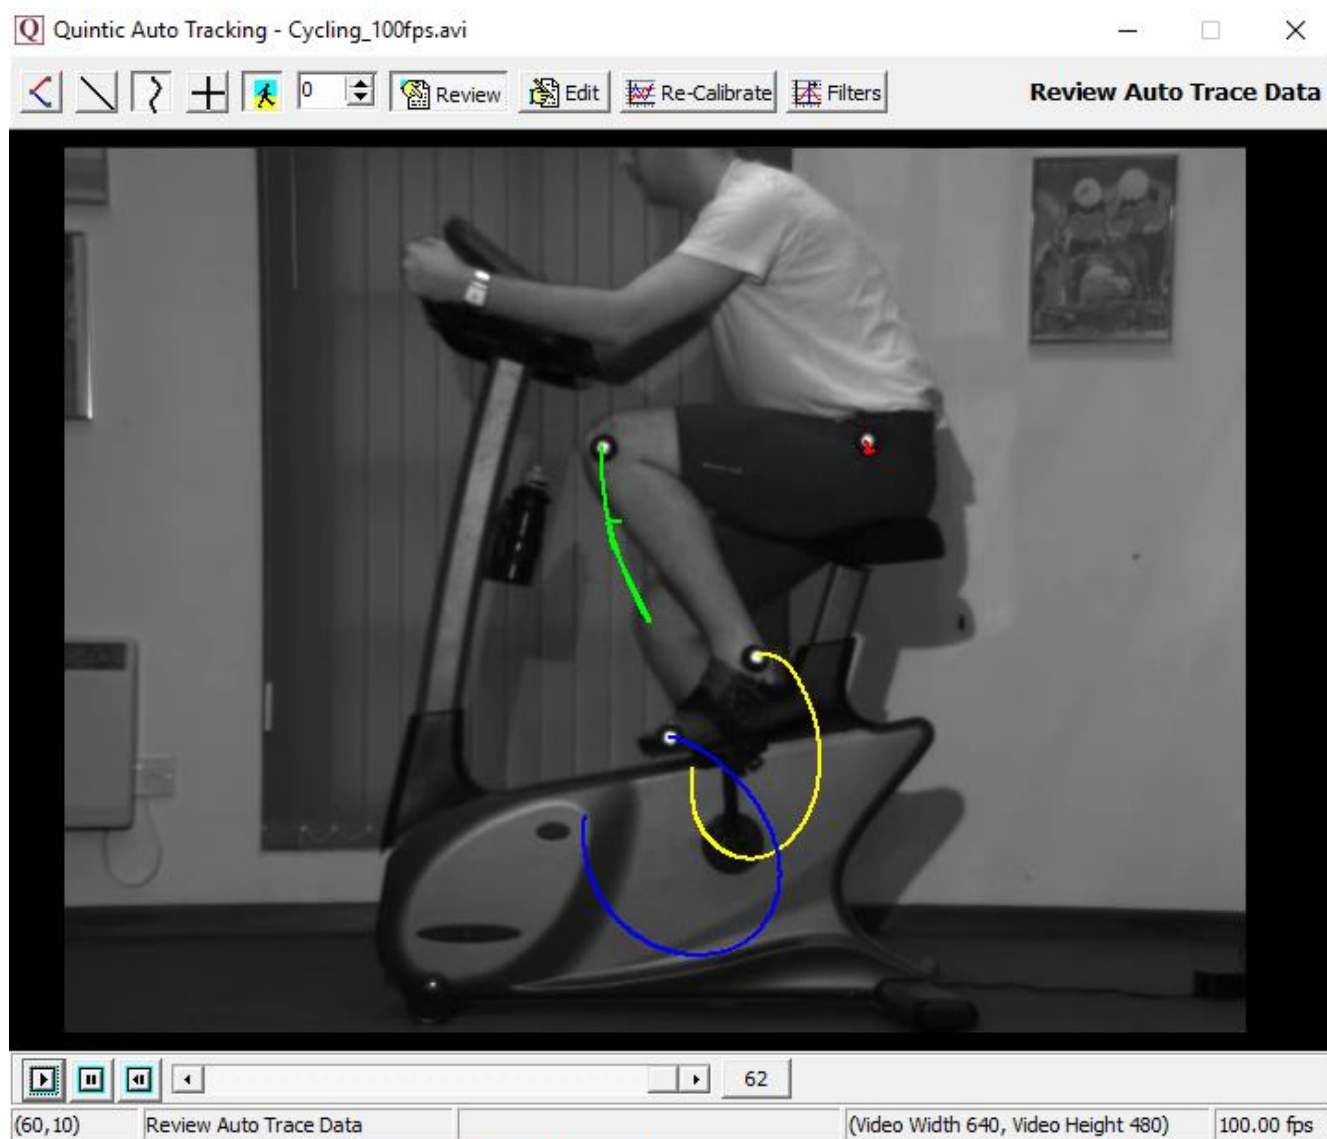 Quintic Auto Tracking - Cycling_100fps.avi
0 Review Edit Re-Calibrate Filters Review Auto Trace Data
62
(60,10) Review Auto Trace Data (Video Width 640, Video Height 480) 100.00 fps